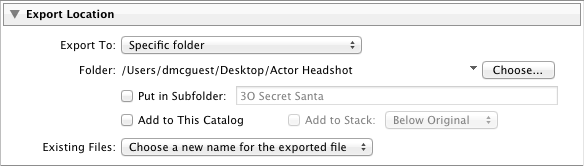 Export Location
Export To: Specific folder
Folder: /Users/dmcguest/Desktop/Actor Headshot Choose...
Put in Subfolder: 30 Secret Santa
Add to This Catalog Add to Stack: Below Original
Existing Files: Choose a new name for the exported file